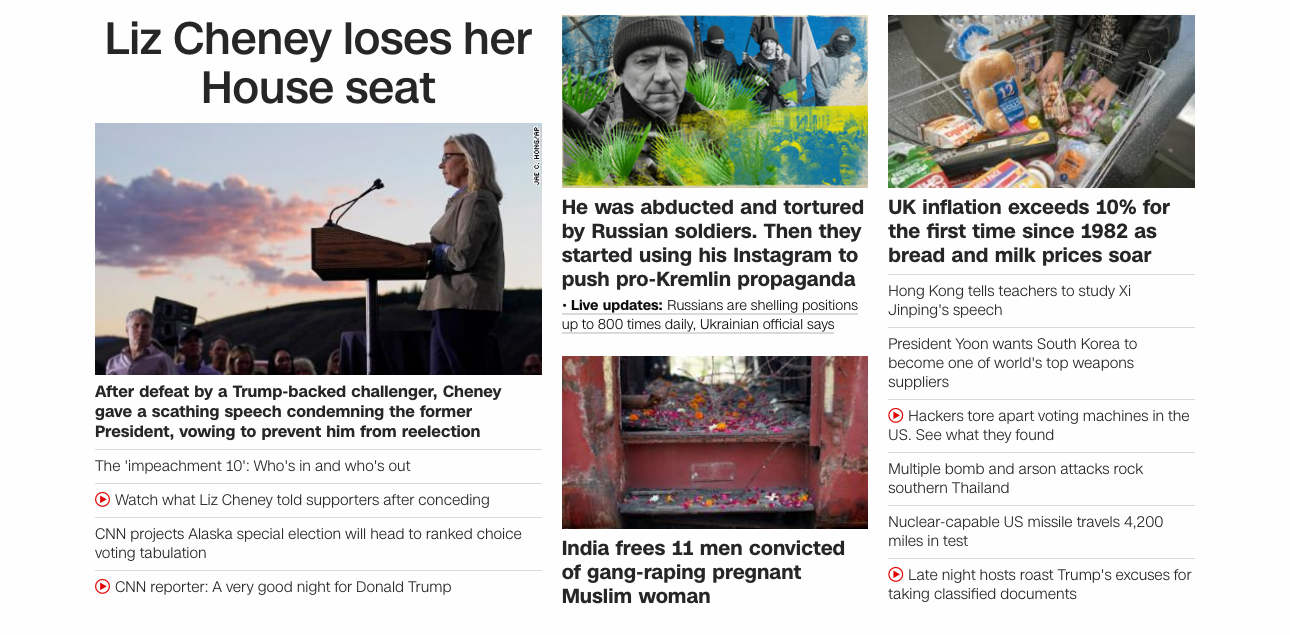 Liz Cheney loses her
House seat
JAE C. HONG/AP
After defeat by a Trump-backed challenger, Cheney
gave a scathing speech condemning the former
President, vowing to prevent him from reelection
The 'impeachment 10': Who's in and who's out
Watch what Liz Cheney told supporters after conceding
CNN projects Alaska special election will head to ranked choice
voting tabulation
CNN reporter: A very good night for Donald Trump
He was abducted and tortured
by Russian soldiers. Then they
started using his Instagram to
push pro-Kremlin propaganda
• Live updates: Russians are shelling positions
up to 800 times daily, Ukrainian official says
India frees 11 men convicted
of gang-raping pregnant
Muslim woman
12
UK inflation exceeds 10% for
the first time since 1982 as
bread and milk prices soar
Hong Kong tells teachers to study Xi
Jinping's speech
President Yoon wants South Korea to
become one of world's top weapons
suppliers
Hackers tore apart voting machines in the
US. See what they found
Multiple bomb and arson attacks rock
southern Thailand
Nuclear-capable US missile travels 4,200
miles in test
Late night hosts roast Trump's excuses for
taking classified documents